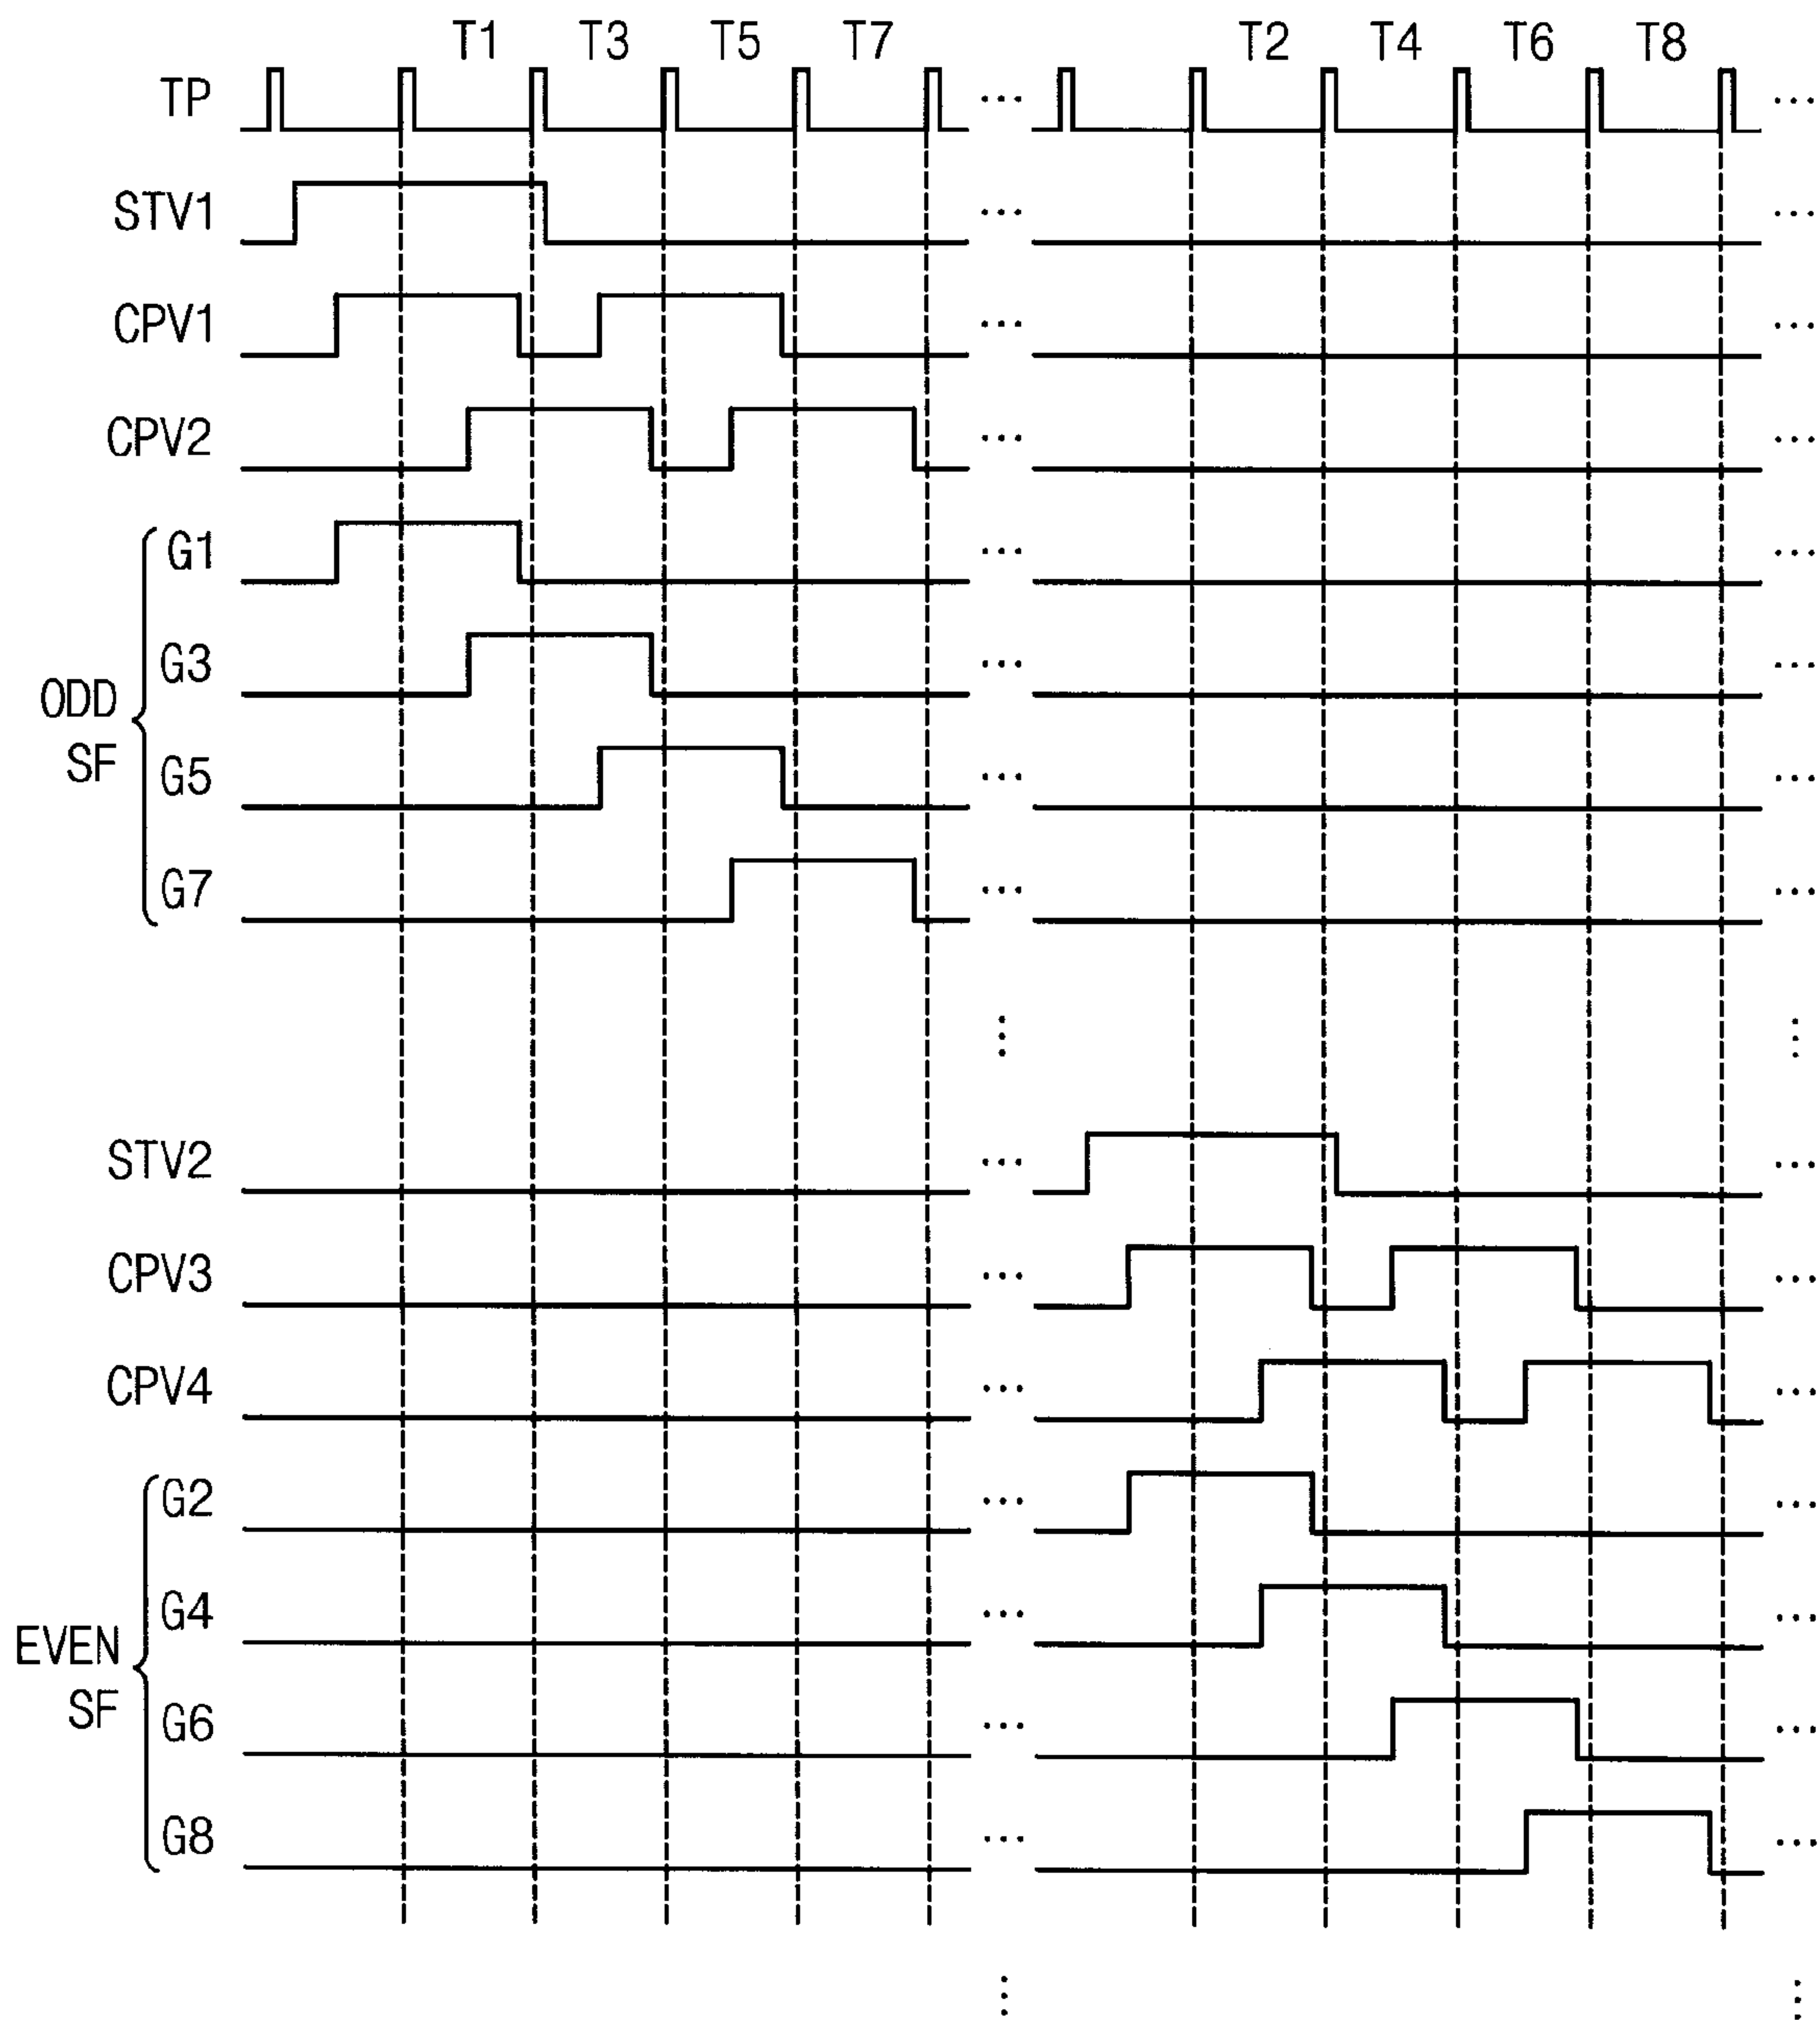 T1 T3 T5 T7 T2 T4 T6 T8
TP ... ...
STV1 ... ...
CPV1 ... ...
CPV2 ... ...
G1 ... ...
G3 ... ...
ODD
SF
G5 ... ...
G7 ... ...
STV2 ... ...
CPV3 ... ...
CPV4 ... ...
G2 ... ...
G4 ... ...
EVEN
SF
G6 ... ...
G8 ... ...